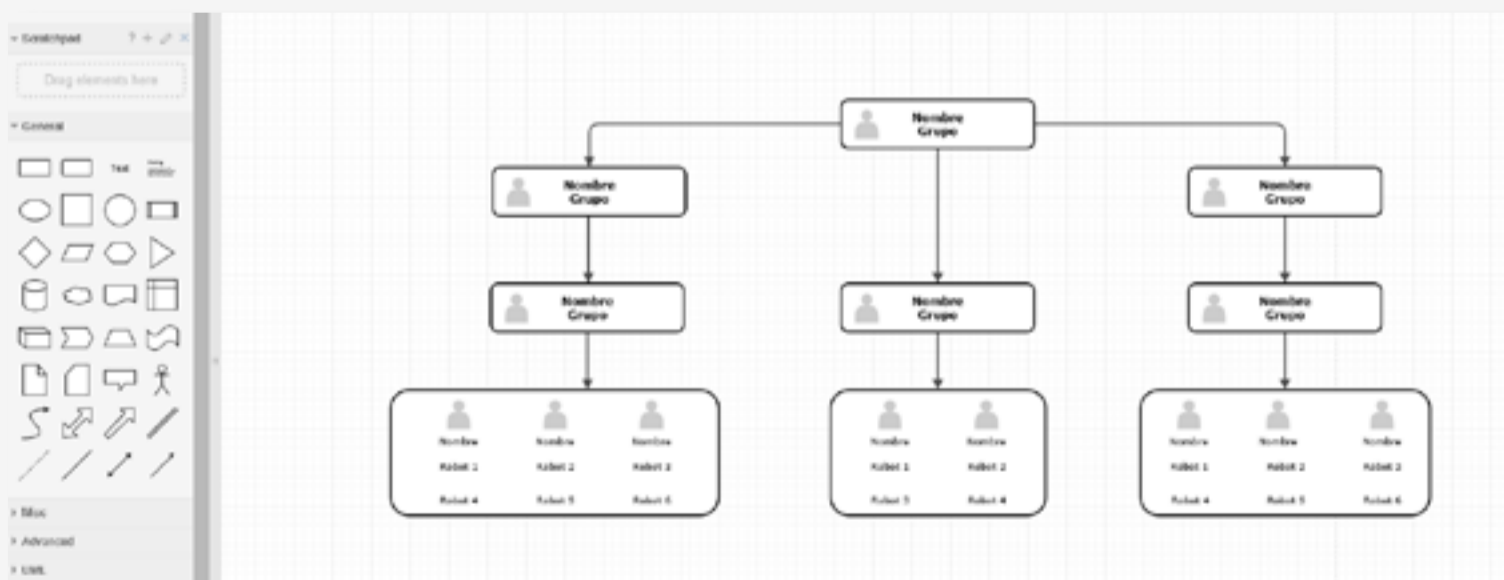 Scratchpad
? +
Drag elements here
General
Text
Misc
Advanced
UML
Nombre
Grupo
Nombre
Grupo
Nombre
Grupo
Nombre
Grupo
Nombre
Grupo
Nombre
Grupo
Nombre Nombre Nombre
Robot 1 Robot 2 Robot 3
Robot 4 Robot 5 Robot 6
Nombre Nombre
Robot 1 Robot 2
Robot 3 Robot 4
Nombre Nombre Nombre
Robot 1 Robot 2 Robot 3
Robot 4 Robot 5 Robot 6